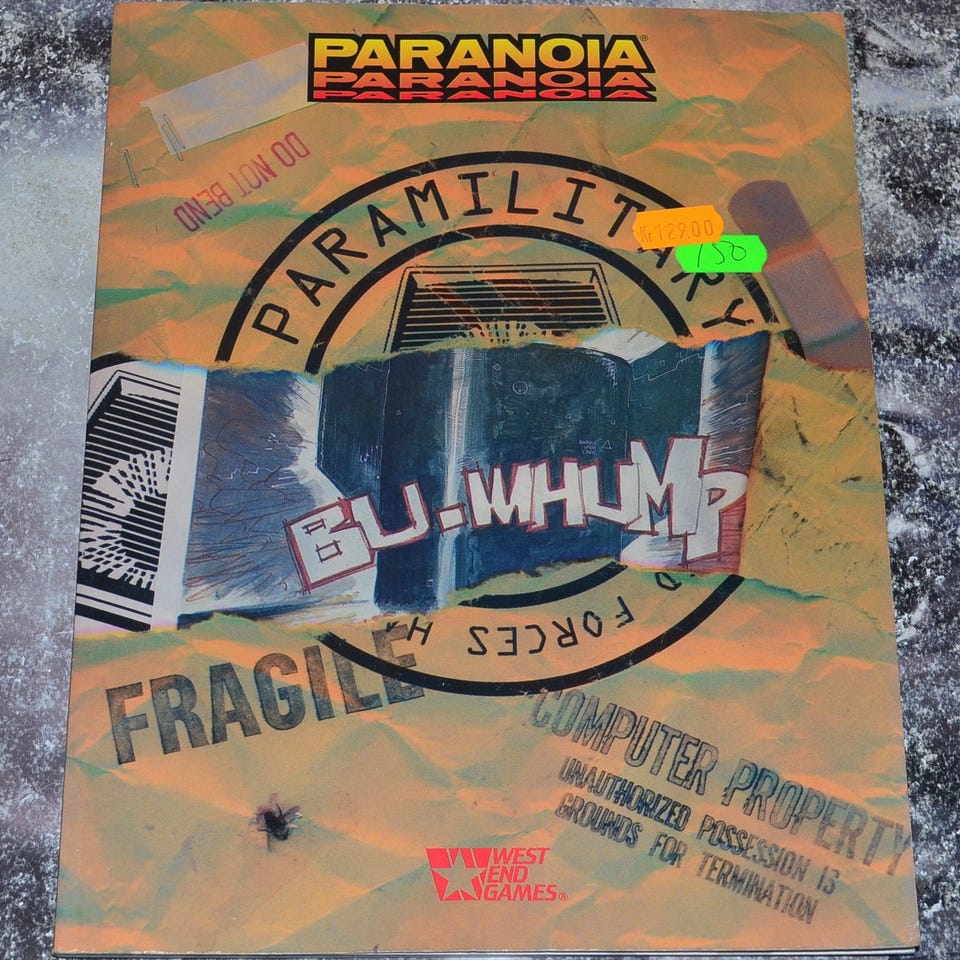 PARANOIA®
PARANOIA
PARANOIA
DO NOT BEND
PARAMILITARY
Kr 129.00
150
BU-WHUMP
D FORCES H
FRAGILE
COMPUTER PROPERTY
UNAUTHORIZED POSSESSION IS
GROUNDS FOR TERMINATION
WEST
END
GAMES®